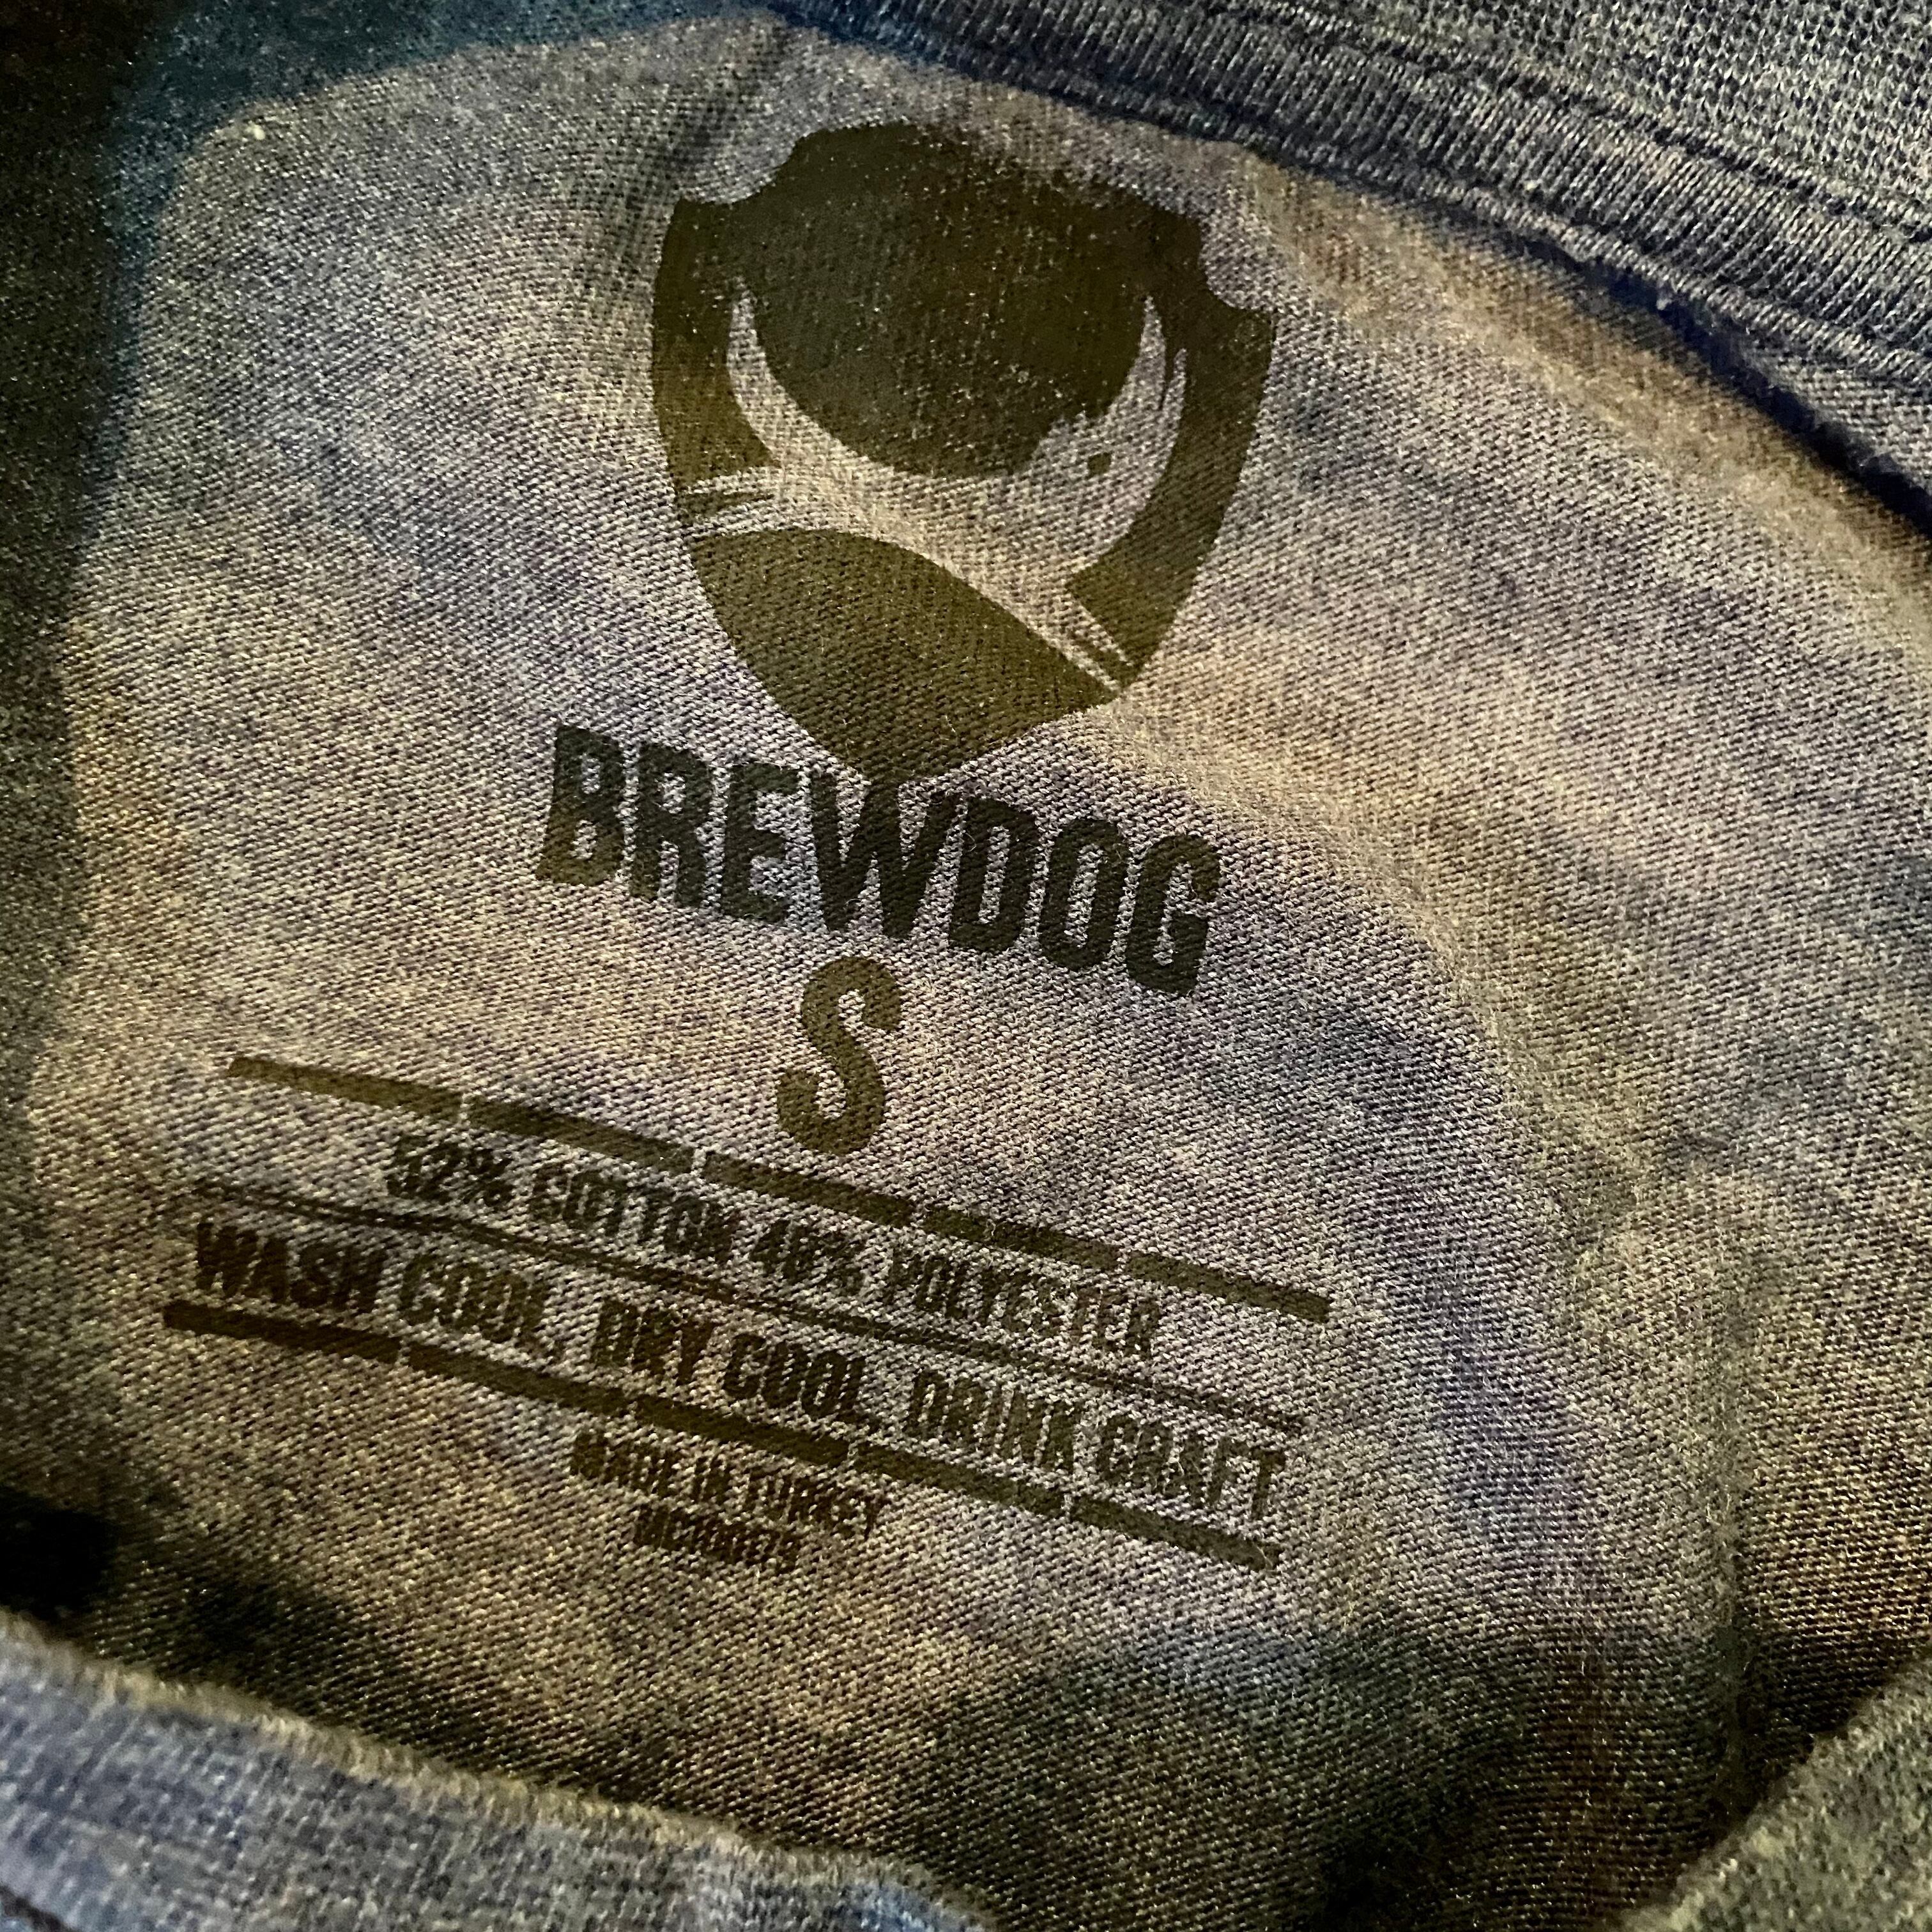 BREWDOG
S
52% COTTON 48% POLYESTER
WASH COOL. DRY COOL. DRINK CRAFT
MADE IN TURKEY